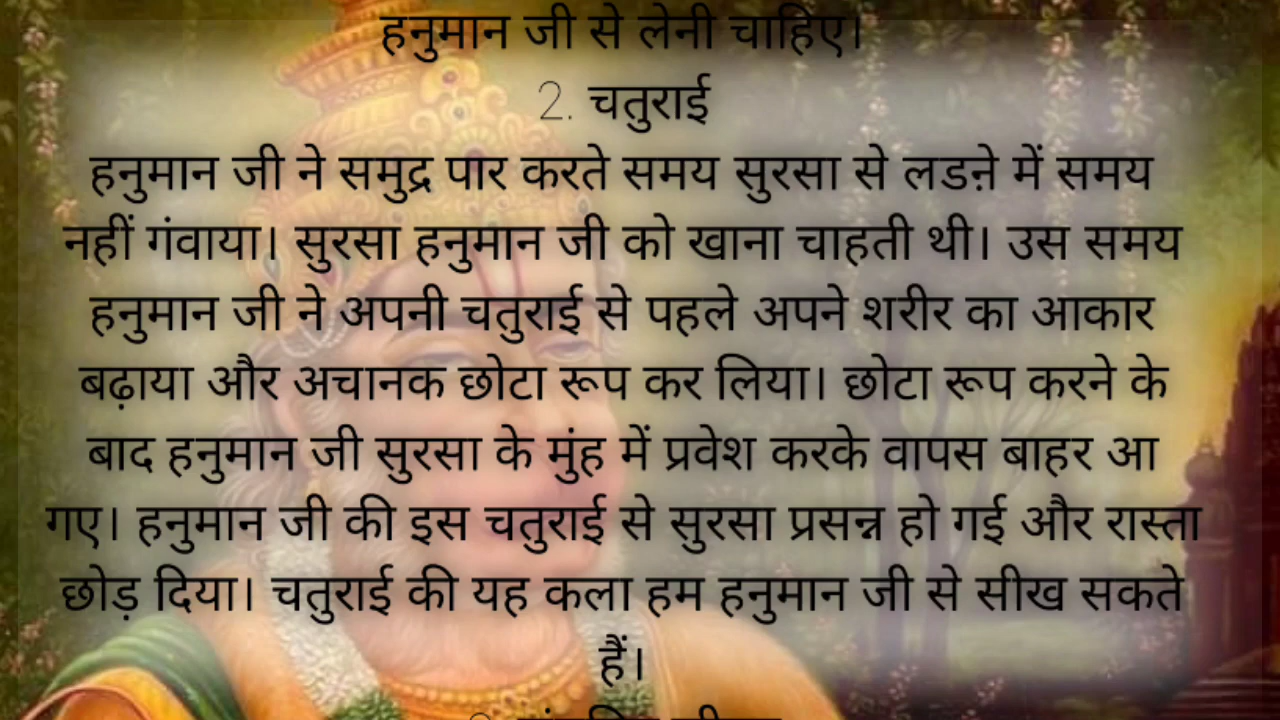 हनुमान जी से लेनी चाहिए।
2. चतुराई
हनुमान जी ने समुद्र पार करते समय सुरसा से लडऩे में समय
नहीं गंवाया। सुरसा हनुमान जी को खाना चाहती थी। उस समय
हनुमान जी ने अपनी चतुराई से पहले अपने शरीर का आकार
बढ़ाया और अचानक छोटा रूप कर लिया। छोटा रूप करने के
बाद हनुमान जी सुरसा के मुंह में प्रवेश करके वापस बाहर आ
गए। हनुमान जी की इस चतुराई से सुरसा प्रसन्न हो गई और रास्ता
छोड़ दिया। चतुराई की यह कला हम हनुमान जी से सीख सकते
हैं।